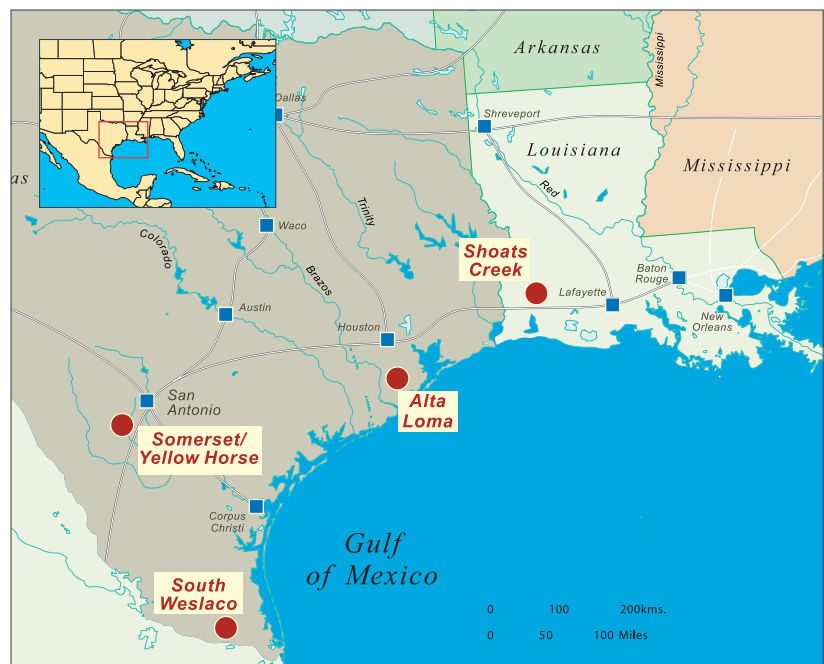 Arkansas
Mississippi
Dallas
Shreveport
Louisiana
Mississippi
as
Red
Trinity
Waco
Colorado
Shoats
Creek
Brazos
Baton
Rouge
Lafayette
New
Orleans
Austin
Houston
San
Antonio
Alta
Loma
Somerset/
Yellow Horse
Corpus
Christi
Gulf
of Mexico
South
Weslaco
0 100 200kms.
0 50 100 Miles